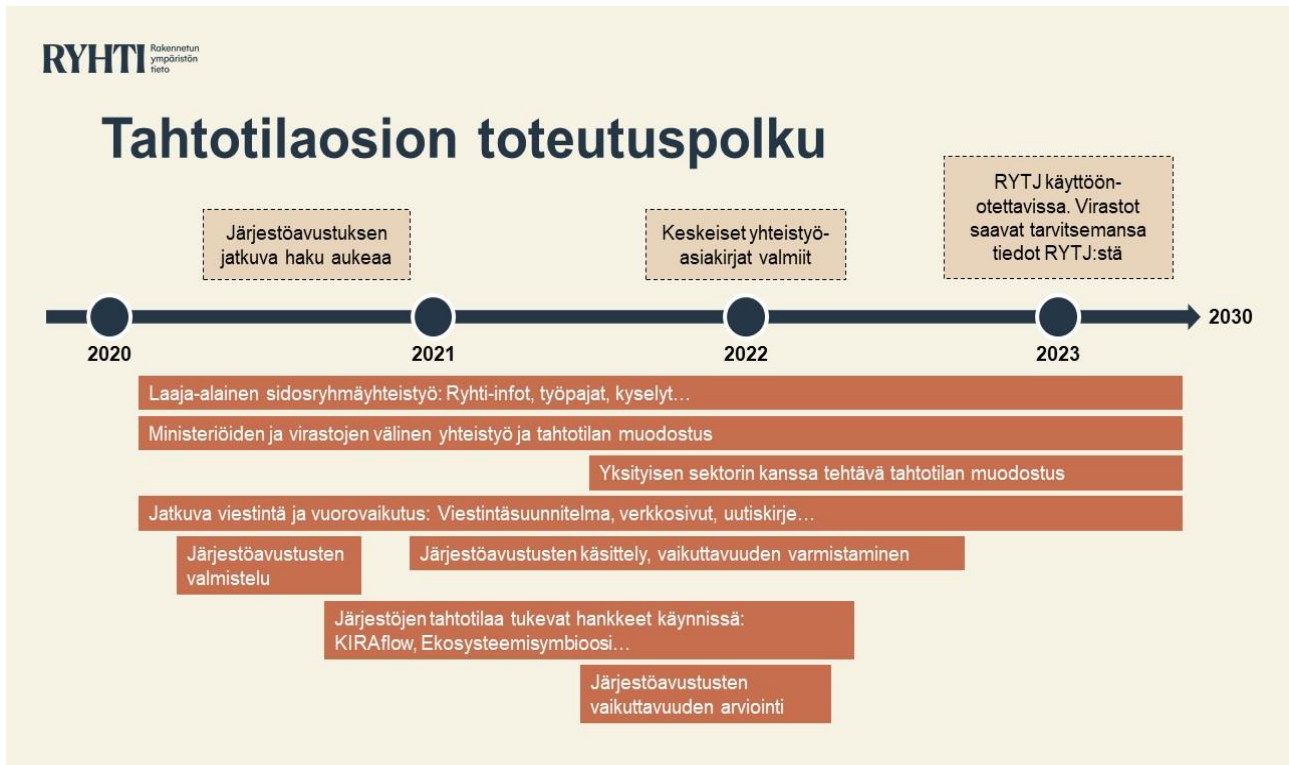 RYHTI
Rakennetun
ympäristön
tieto
Tahtotilaosion toteutuspolku
Järjestöavustuksen
jatkuva haku aukeaa
Keskeiset yhteistyö-
asiakirjat valmiit
RYTJ käyttöön-
otettavissa. Virastot
saavat tarvitsemansa
tiedot RYTJ:stä
2020
2021
2022
2023
2030
Laaja-alainen sidosryhmäyhteistyö: Ryhti-infot, työpajat, kyselyt…
Ministeriöiden ja virastojen välinen yhteistyö ja tahtotilan muodostus
Yksityisen sektorin kanssa tehtävä tahtotilan muodostus
Jatkuva viestintä ja vuorovaikutus: Viestintäsuunnitelma, verkkosivut, uutiskirje…
Järjestöavustusten
valmistelu
Järjestöavustusten käsittely, vaikuttavuuden varmistaminen
Järjestöjen tahtotilaa tukevat hankkeet käynnissä:
KIRAflow, Ekosysteemisymbioosi…
Järjestöavustusten
vaikuttavuuden arviointi